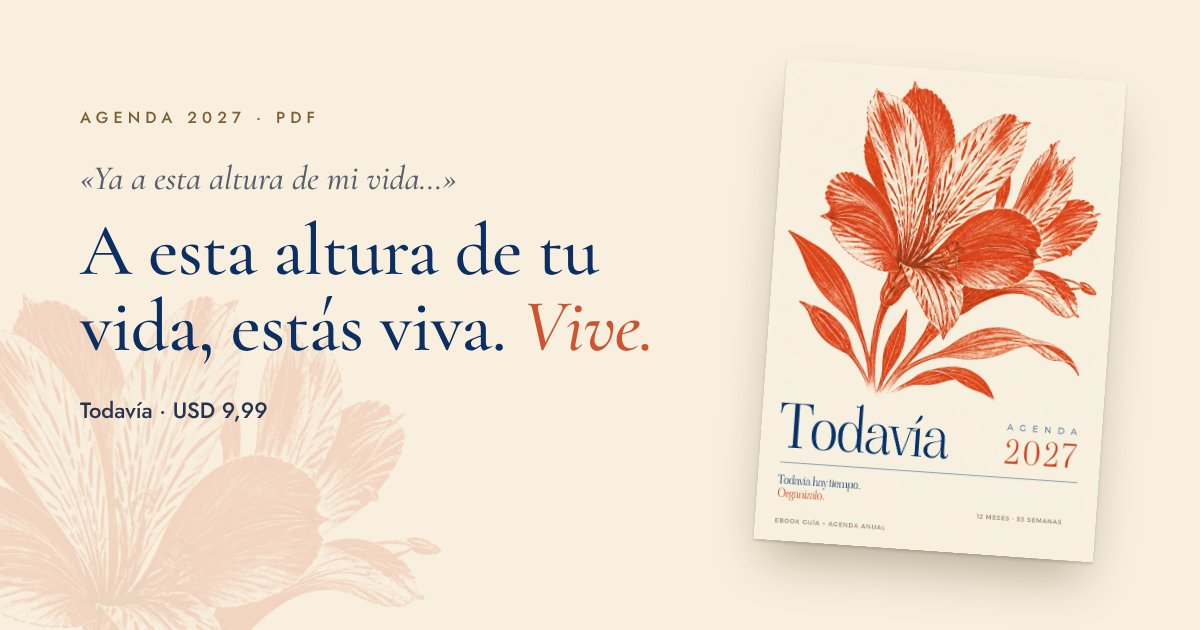 AGENDA 2027 · PDF
«Ya a esta altura de mi vida...»
A esta altura de tu
vida, estás viva. Vive.
Todavía · USD 9,99
Todavía
AGENDA
2027
Todavía hay tiempo.
Organízalo.
EBOOK GUÍA • AGENDA ANUAL
12 MESES · 53 SEMANAS